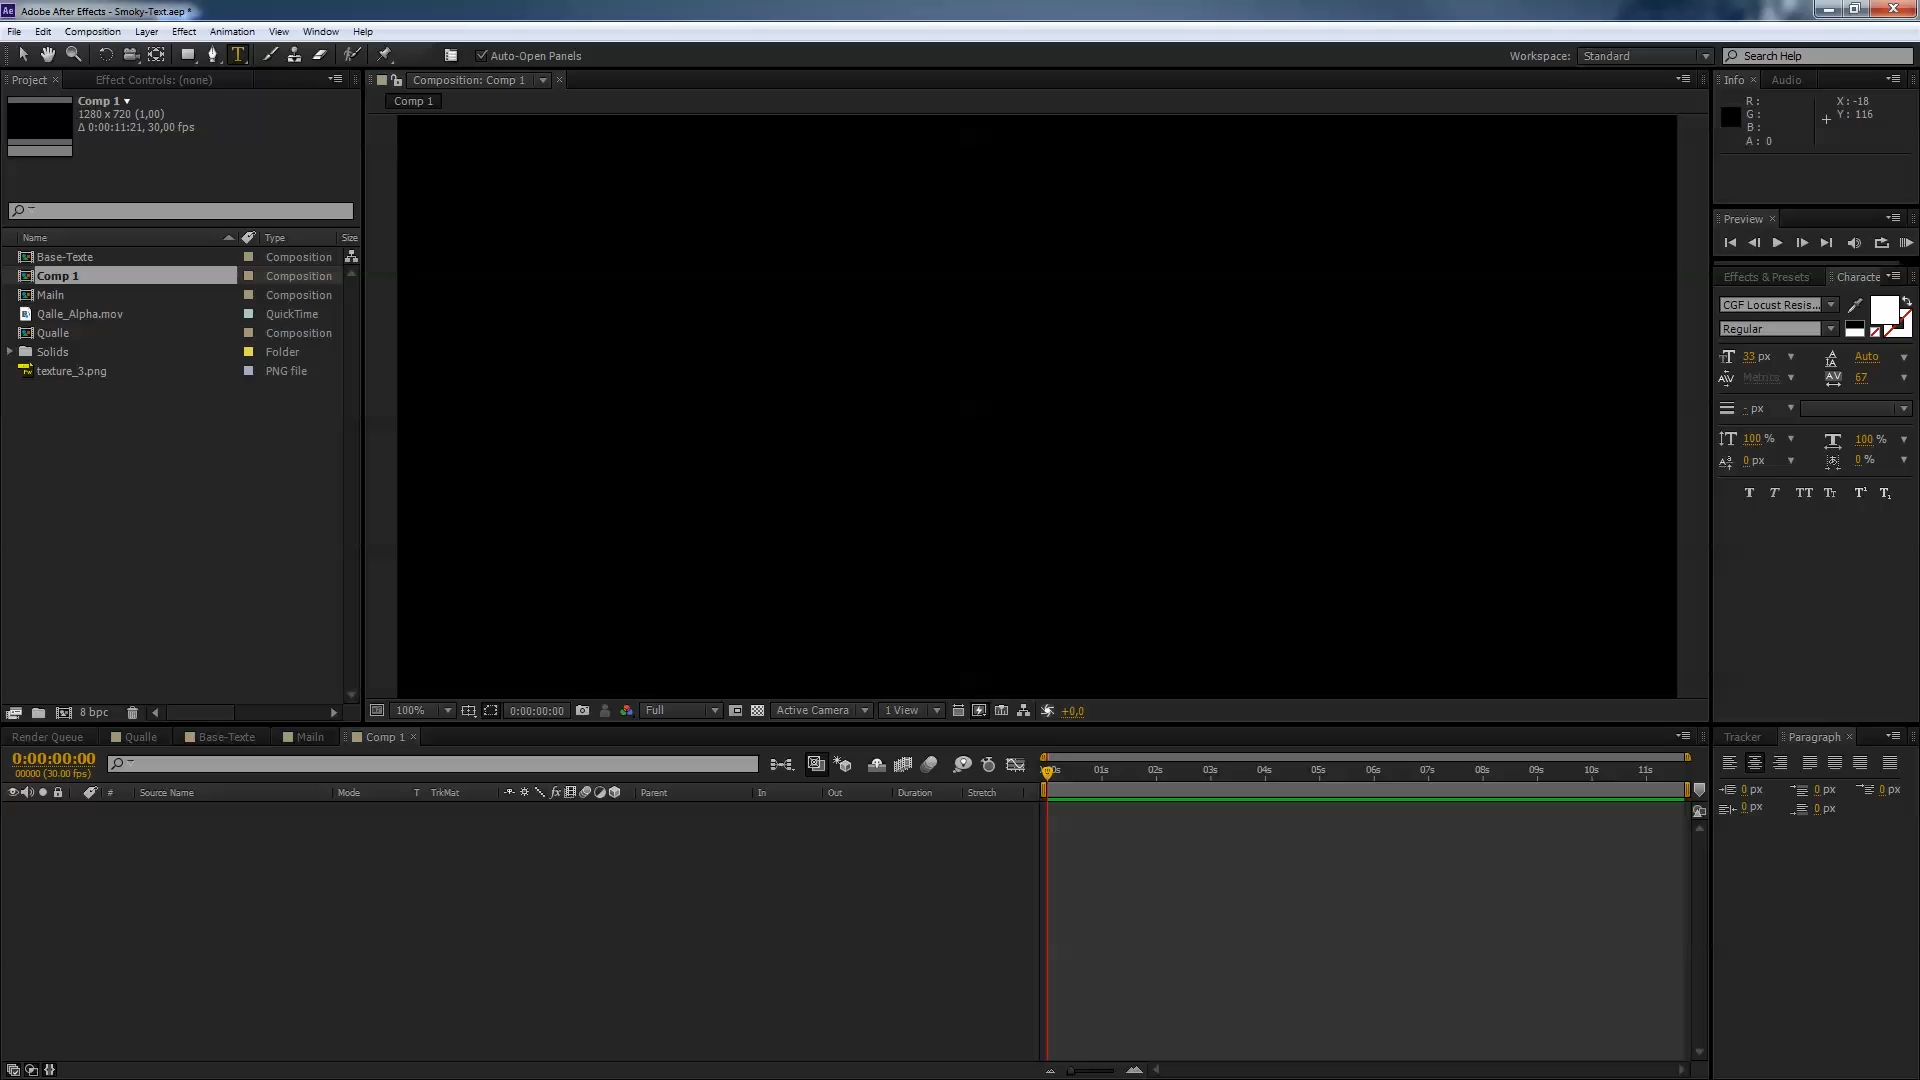 Ae Adobe After Effects - Smoky-Text.aep *
File Edit Composition Layer Effect Animation View Window Help
T Auto-Open Panels Workspace: Standard Search Help
Project × Effect Controls: (none) Composition: Comp 1 × Info × Audio
Comp 1
1280 x 720 (1,00)
Δ 0:00:11:21, 30,00 fps
Comp 1
R :
G :
B :
A : 0
X : -18
Y : 116
Preview ×
Name Type Size
Base-Texte Composition
Comp 1 Composition
Mailn Composition
Qalle_Alpha.mov QuickTime
Qualle Composition
Solids Folder
texture_3.png PNG file
Effects & Presets Characte
CGF Locust Resis...
Regular
33 px Auto
Metrics 67
- px
100 % 100 %
0 px 0 %
T T TT Tt T¹ T₁
8 bpc
100% 0:00:00:00 Full Active Camera 1 View +0,0
Render Queue Qualle Base-Texte Mailn Comp 1 ×
0:00:00:00
00000 (30.00 fps)
01s 02s 03s 04s 05s 06s 07s 08s 09s 10s 11s
# Source Name Mode T TrkMat fx Parent In Out Duration Stretch
Tracker Paragraph ×
0 px 0 px 0 px
0 px 0 px